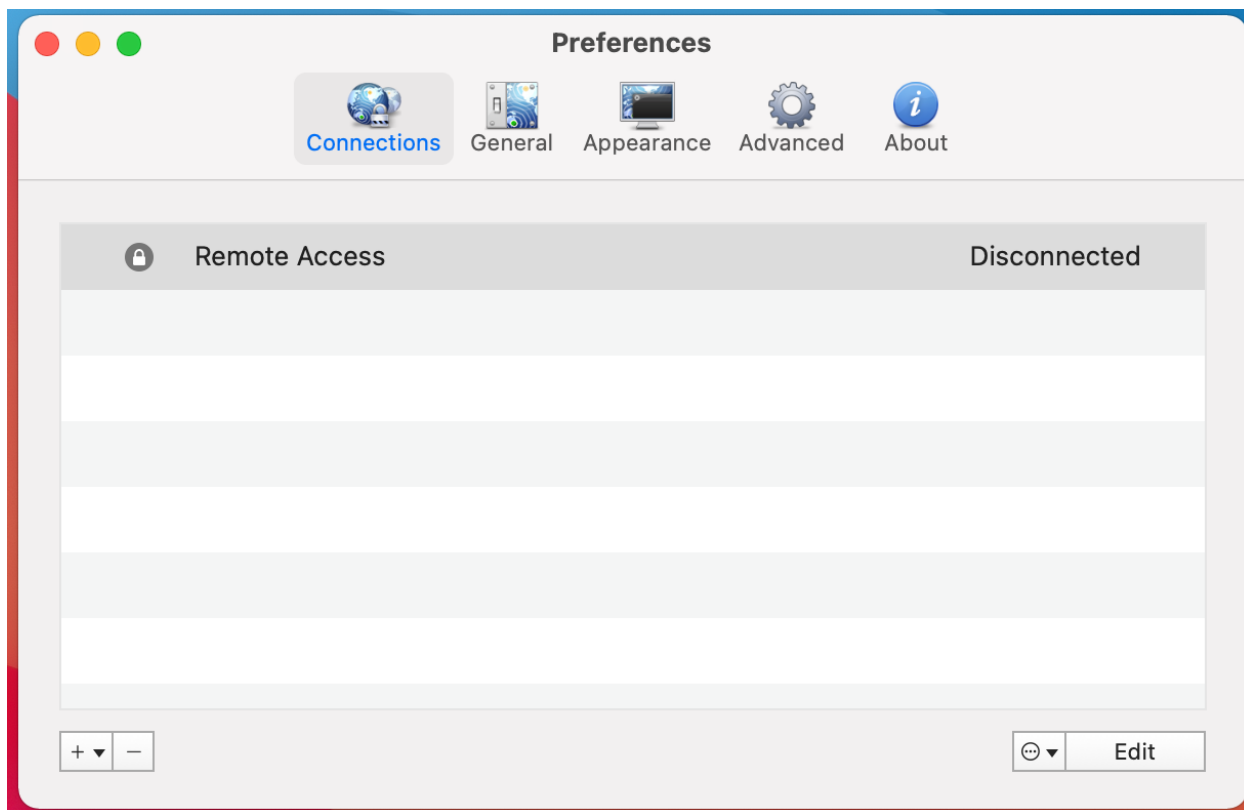 Preferences
Connections General Appearance Advanced About
Remote Access Disconnected
Edit